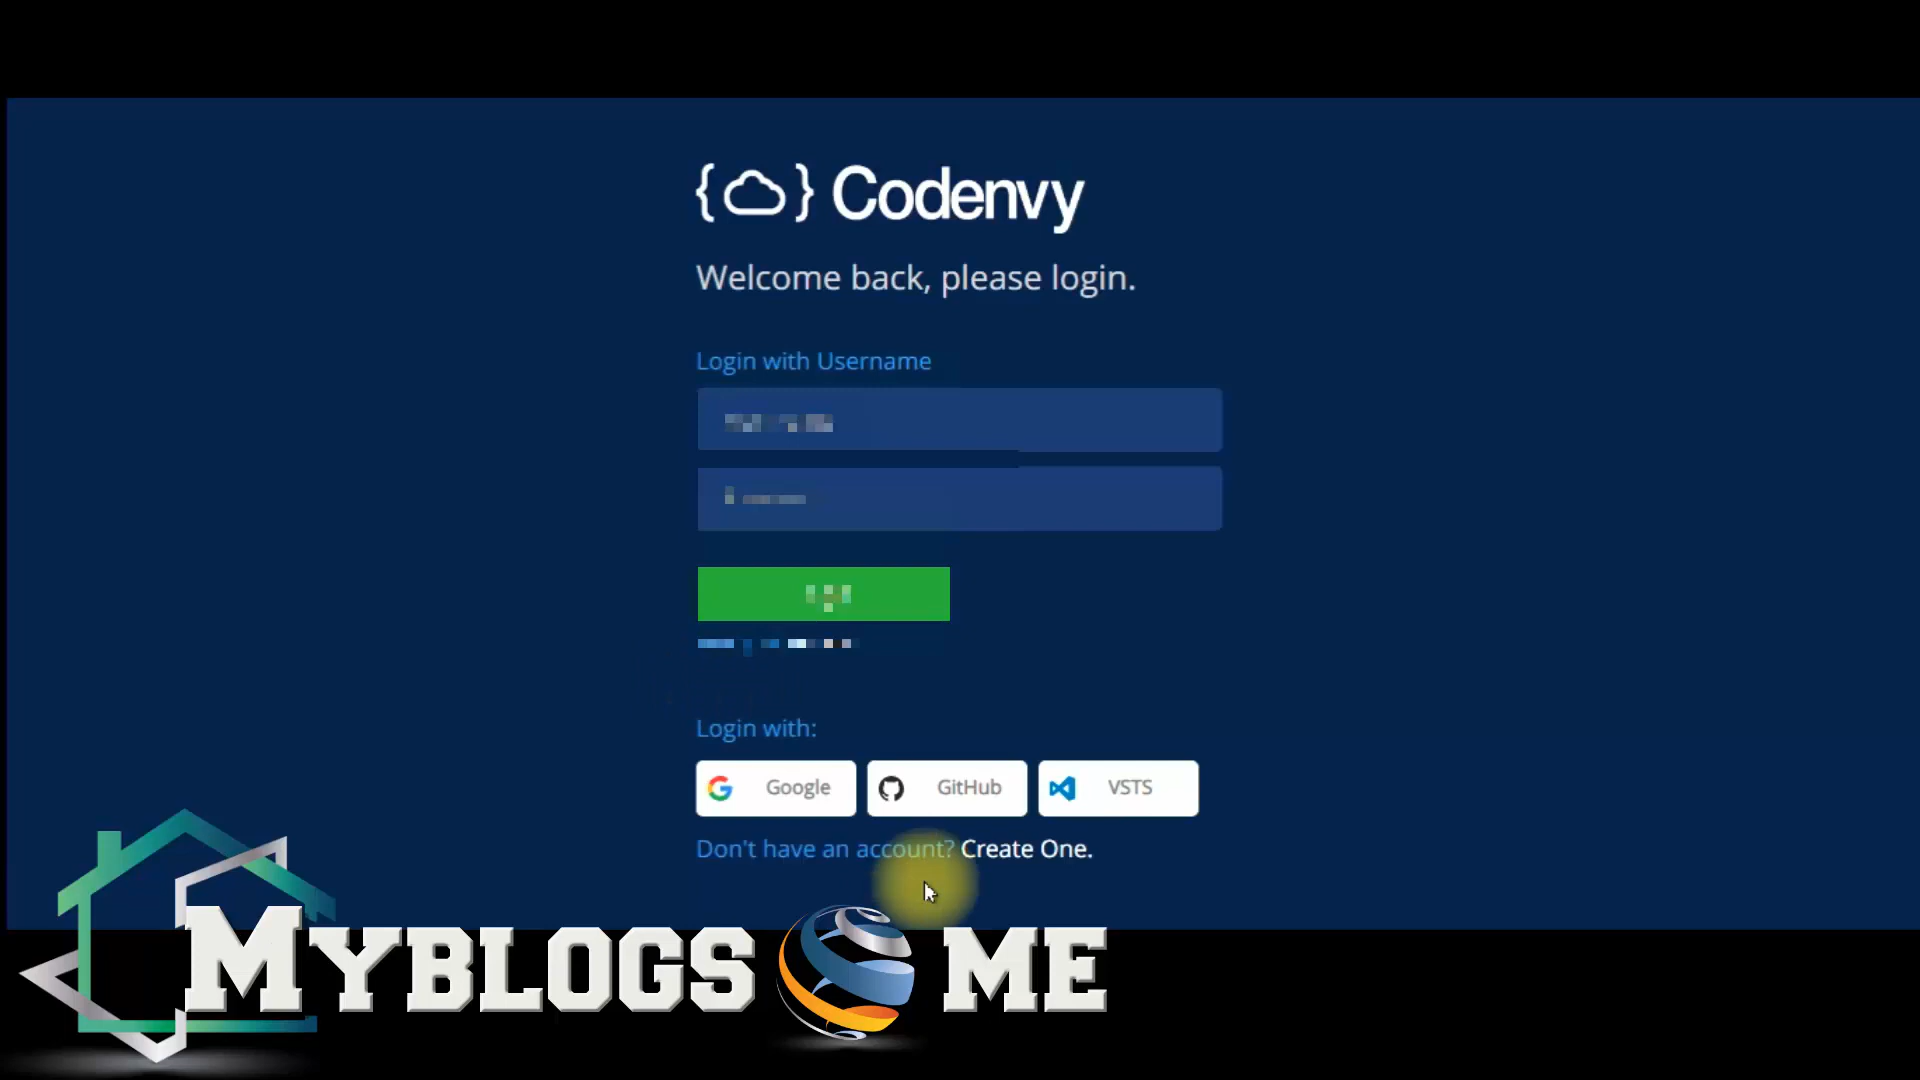 { } Codenvy
Welcome back, please login.
Login with Username
Login with:
Google GitHub VSTS
Don't have an account? Create One.
MYBLOGS ME